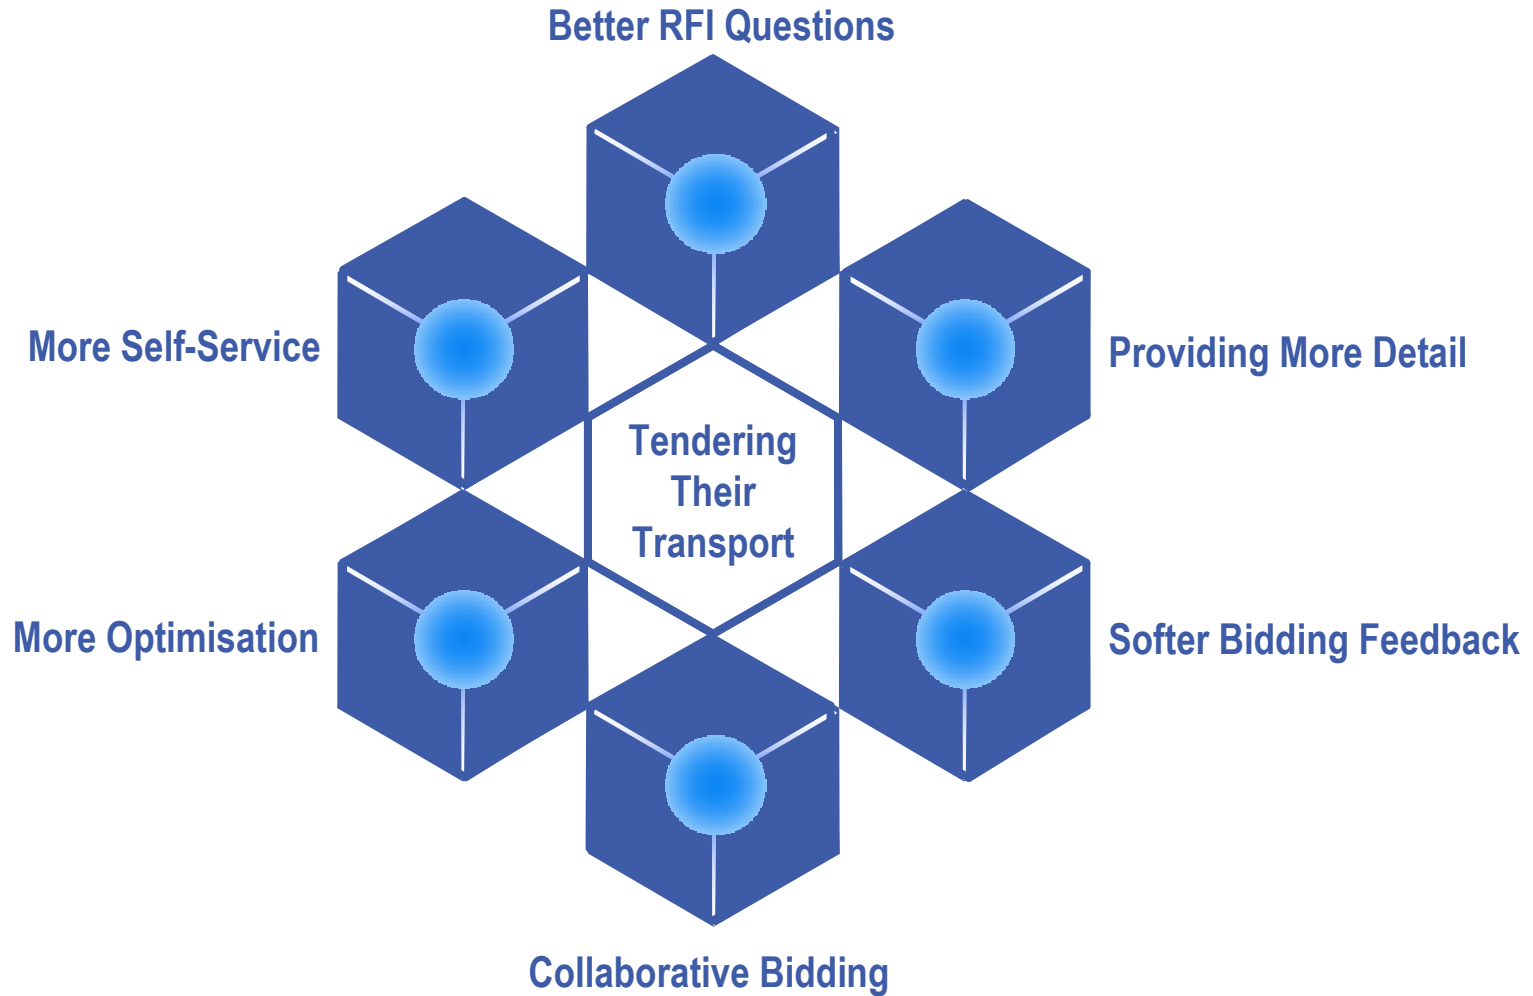 Better RFI Questions
More Self-Service
Providing More Detail
Tendering
Their
Transport
More Optimisation
Softer Bidding Feedback
Collaborative Bidding